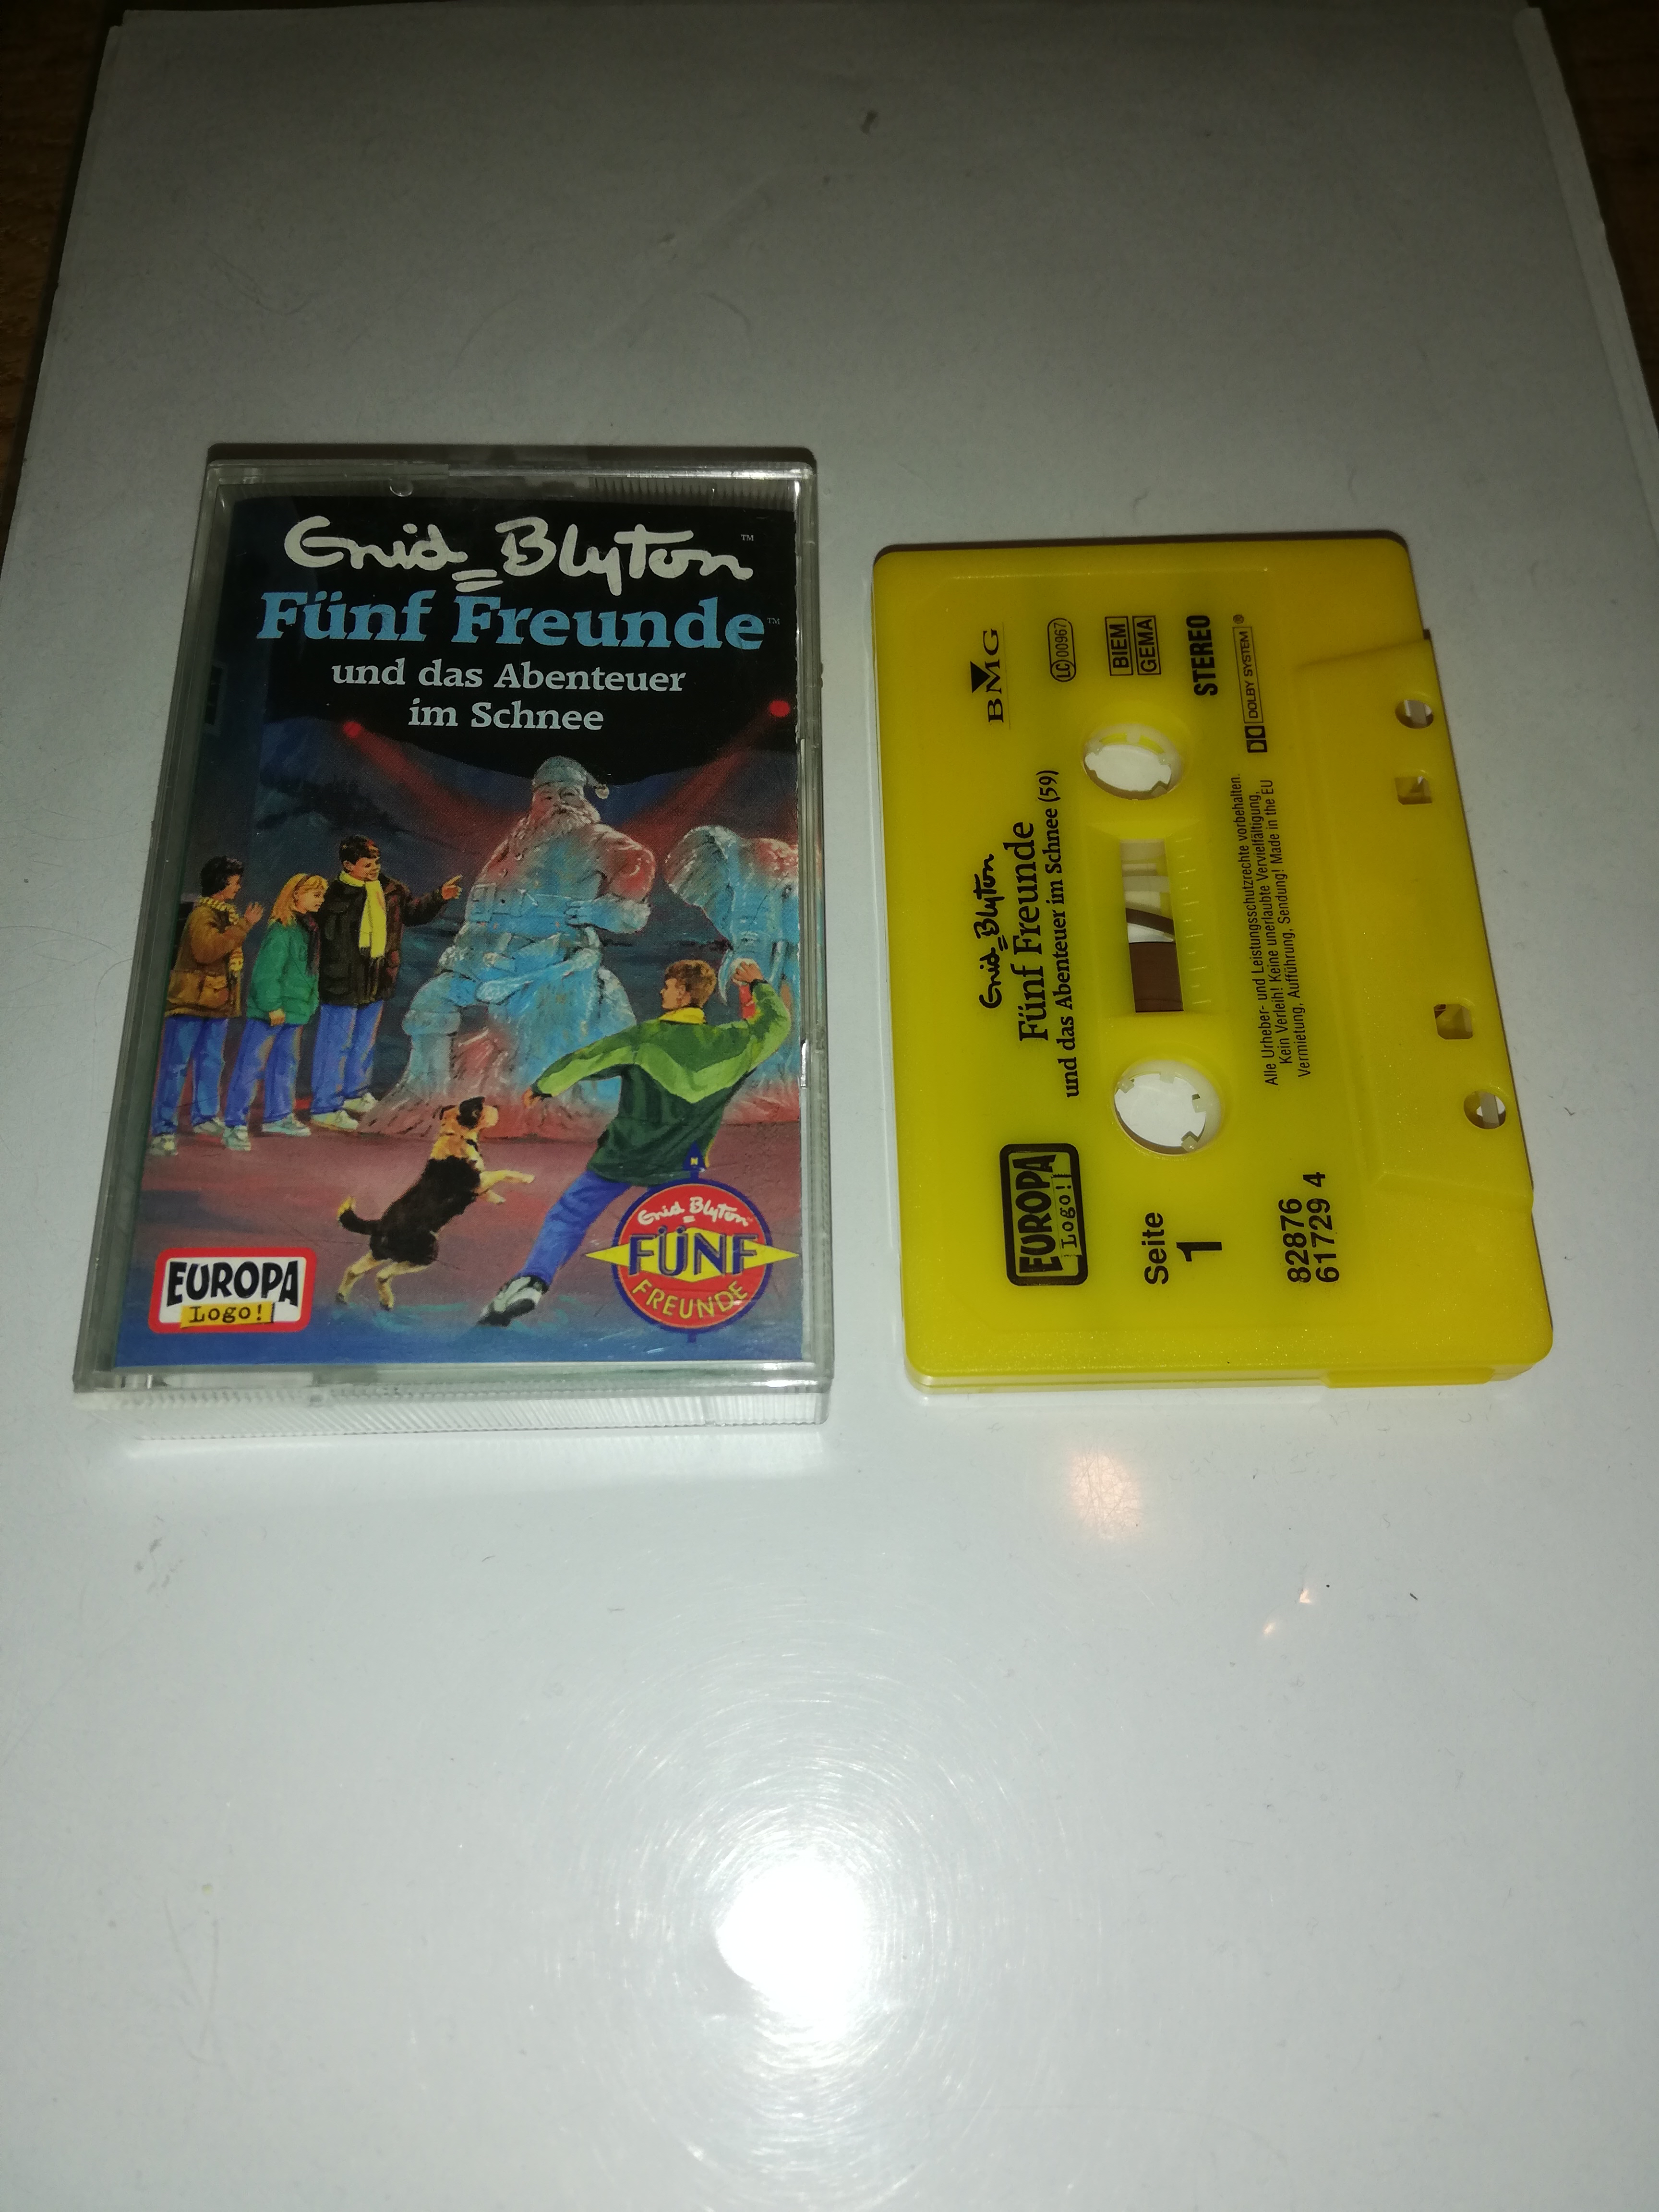 Enid Blyton™
Fünf Freunde™
und das Abenteuer
im Schnee
EUROPA
Logo!
N
Enid Blyton
FÜNF
FREUNDE
BMG
LC 00967
BIEM
GEMA
STEREO
DOLBY SYSTEM®
Enid Blyton
Fünf Freunde
und das Abenteuer im Schnee (59)
Alle Urheber- und Leistungsschutzrechte vorbehalten.
Kein Verleih! Keine unerlaubte Vervielfältigung,
Vermietung, Aufführung, Sendung! Made in the EU
EUROPA
Logo!
Seite
1
82876
61729 4